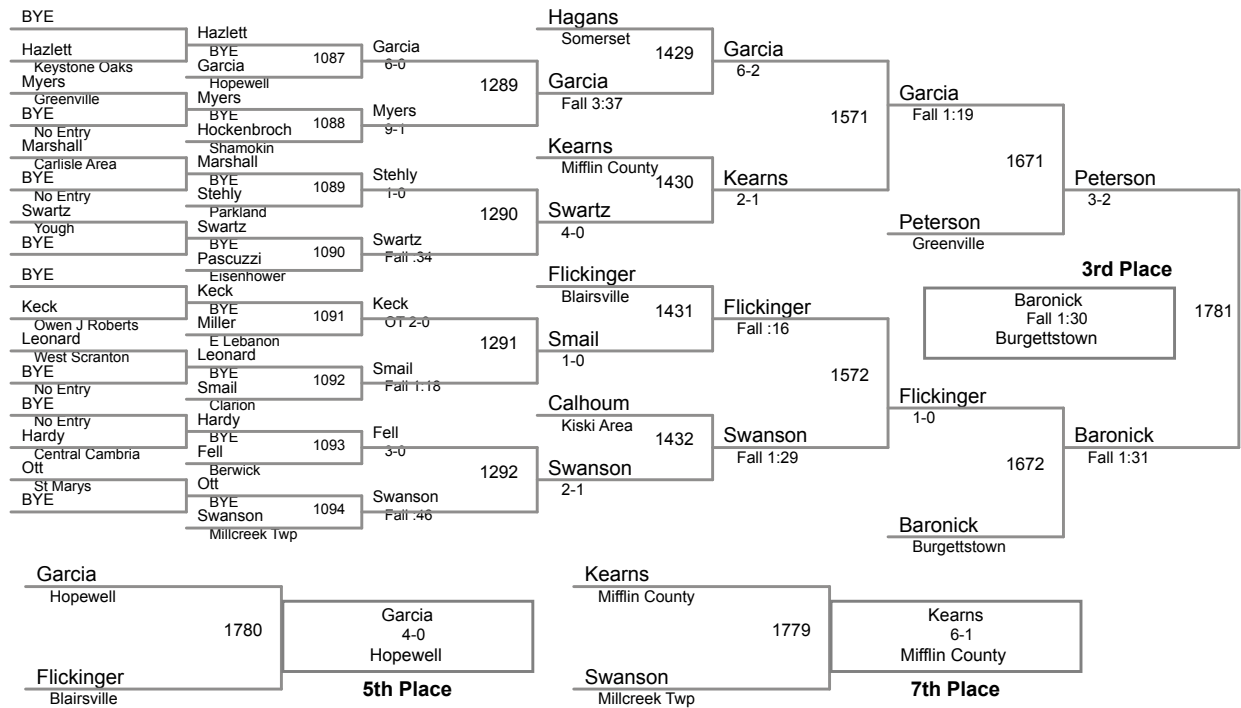 BYE
Hazlett
Keystone Oaks
Myers
Greenville
BYE
No Entry
Marshall
Carlisle Area
BYE
No Entry
Swartz
Yough
BYE
BYE
Keck
Owen J Roberts
Leonard
West Scranton
BYE
No Entry
BYE
No Entry
Hardy
Central Cambria
Ott
St Marys
BYE
Hazlett
BYE
1087
Garcia
Hopewell
Myers
BYE
1088
Hockenbroch
Shamokin
Marshall
BYE
1089
Stehly
Parkland
Swartz
BYE
1090
Pascuzzi
Eisenhower
Keck
BYE
1091
Miller
E Lebanon
Leonard
BYE
1092
Smail
Clarion
Hardy
BYE
1093
Fell
Berwick
Ott
BYE
1094
Swanson
Millcreek Twp
Garcia
6-0
1289
Myers
9-1
Stehly
1-0
1290
Swartz
Fall :34
Keck
OT 2-0
1291
Smail
Fall 1:18
Fell
3-0
1292
Swanson
Fall :46
Hagans
Somerset
1429
Garcia
Fall 3:37
Kearns
Mifflin County
1430
Swartz
4-0
Flickinger
Blairsville
1431
Smail
1-0
Calhoum
Kiski Area
1432
Swanson
2-1
Garcia
6-2
1571
Kearns
2-1
Flickinger
Fall :16
1572
Swanson
Fall 1:29
Garcia
Fall 1:19
1671
Peterson
Greenville
Flickinger
1-0
1672
Baronick
Burgettstown
Peterson
3-2
3rd Place
Baronick
Fall 1:30
Burgettstown
1781
Baronick
Fall 1:31
Garcia
Hopewell
1780
Flickinger
Blairsville
Garcia
4-0
Hopewell
5th Place
Kearns
Mifflin County
1779
Swanson
Millcreek Twp
Kearns
6-1
Mifflin County
7th Place